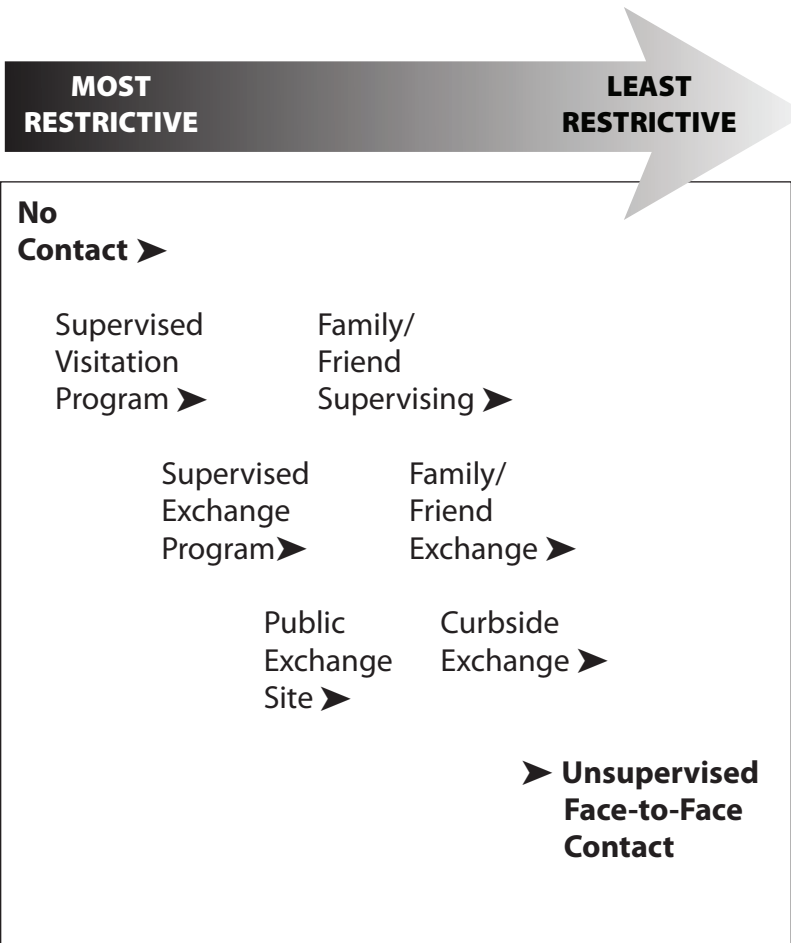 MOST
RESTRICTIVE
LEAST
RESTRICTIVE
No
Contact ➤
Supervised
Visitation
Program ➤
Family/
Friend
Supervising ➤
Supervised
Exchange
Program➤
Family/
Friend
Exchange ➤
Public
Exchange
Site ➤
Curbside
Exchange ➤
➤ Unsupervised
Face-to-Face
Contact